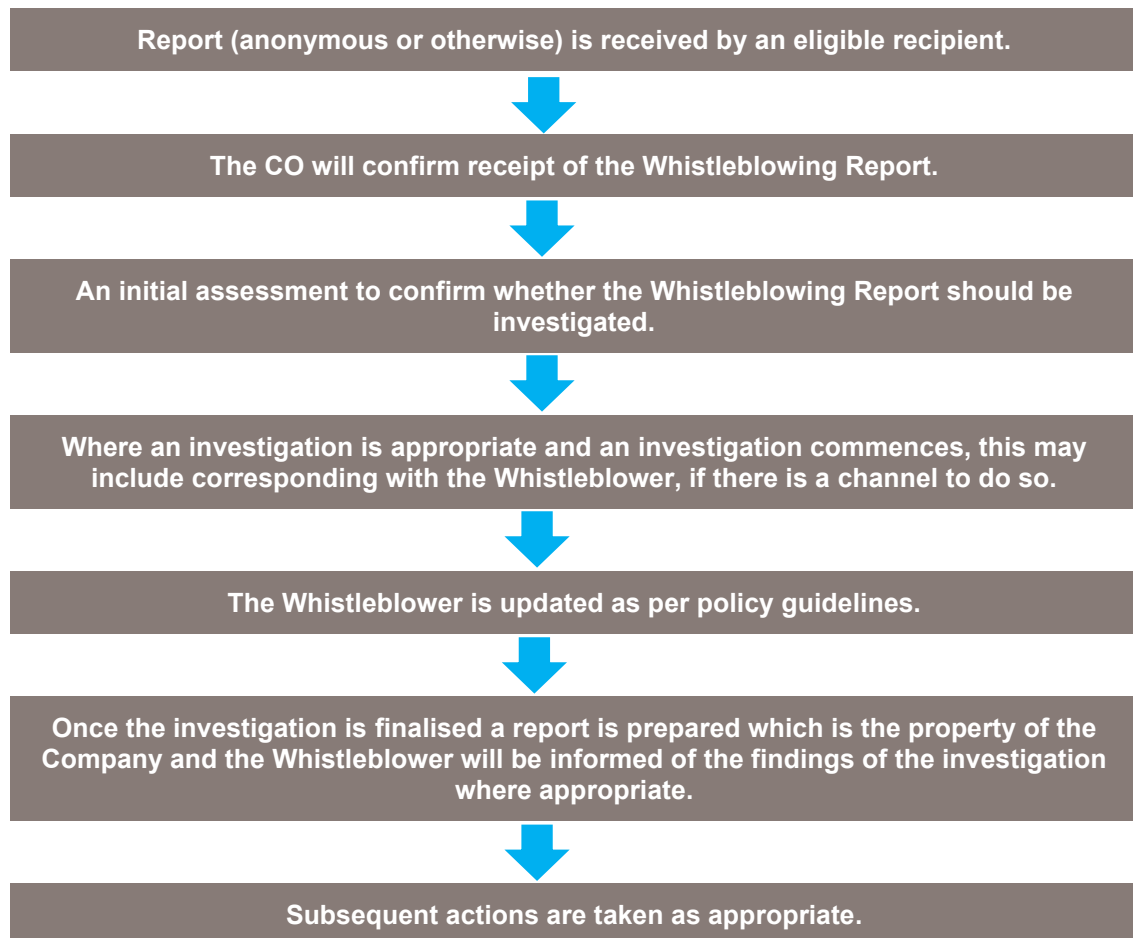 Report (anonymous or otherwise) is received by an eligible recipient.
The CO will confirm receipt of the Whistleblowing Report.
An initial assessment to confirm whether the Whistleblowing Report should be
investigated.
Where an investigation is appropriate and an investigation commences, this may
include corresponding with the Whistleblower, if there is a channel to do so.
The Whistleblower is updated as per policy guidelines.
Once the investigation is finalised a report is prepared which is the property of the
Company and the Whistleblower will be informed of the findings of the investigation
where appropriate.
Subsequent actions are taken as appropriate.